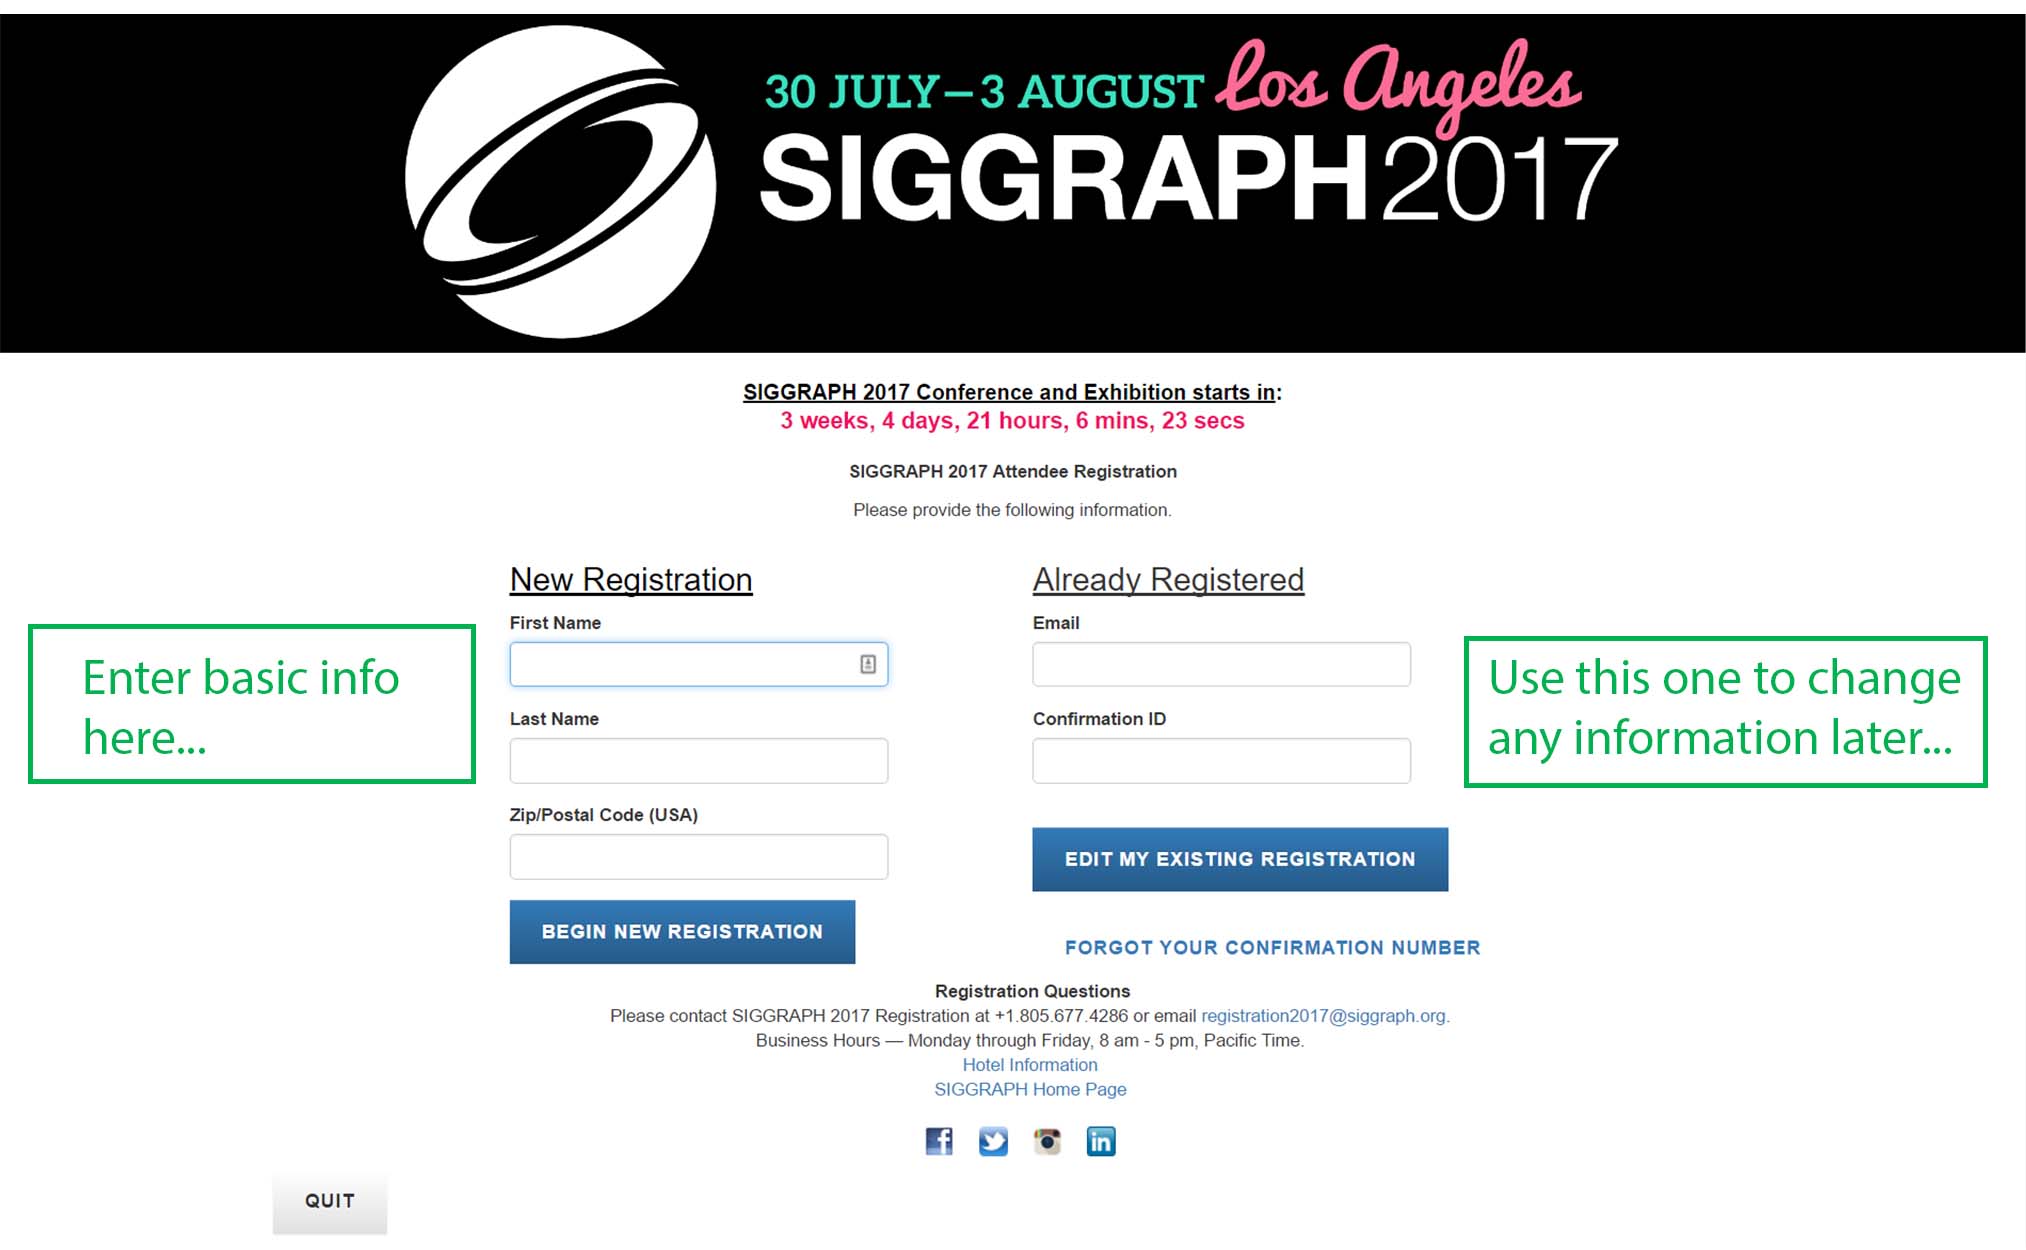 30 JULY–3 AUGUST Los Angeles
SIGGRAPH2017
SIGGRAPH 2017 Conference and Exhibition starts in:
3 weeks, 4 days, 21 hours, 6 mins, 23 secs
SIGGRAPH 2017 Attendee Registration
Please provide the following information.
New Registration
First Name
Last Name
Zip/Postal Code (USA)
BEGIN NEW REGISTRATION
Enter basic info
here...
Already Registered
Email
Confirmation ID
EDIT MY EXISTING REGISTRATION
FORGOT YOUR CONFIRMATION NUMBER
Use this one to change
any information later...
Registration Questions
Please contact SIGGRAPH 2017 Registration at +1.805.677.4286 or email registration2017@siggraph.org.
Business Hours — Monday through Friday, 8 am - 5 pm, Pacific Time.
Hotel Information
SIGGRAPH Home Page
f
in
QUIT